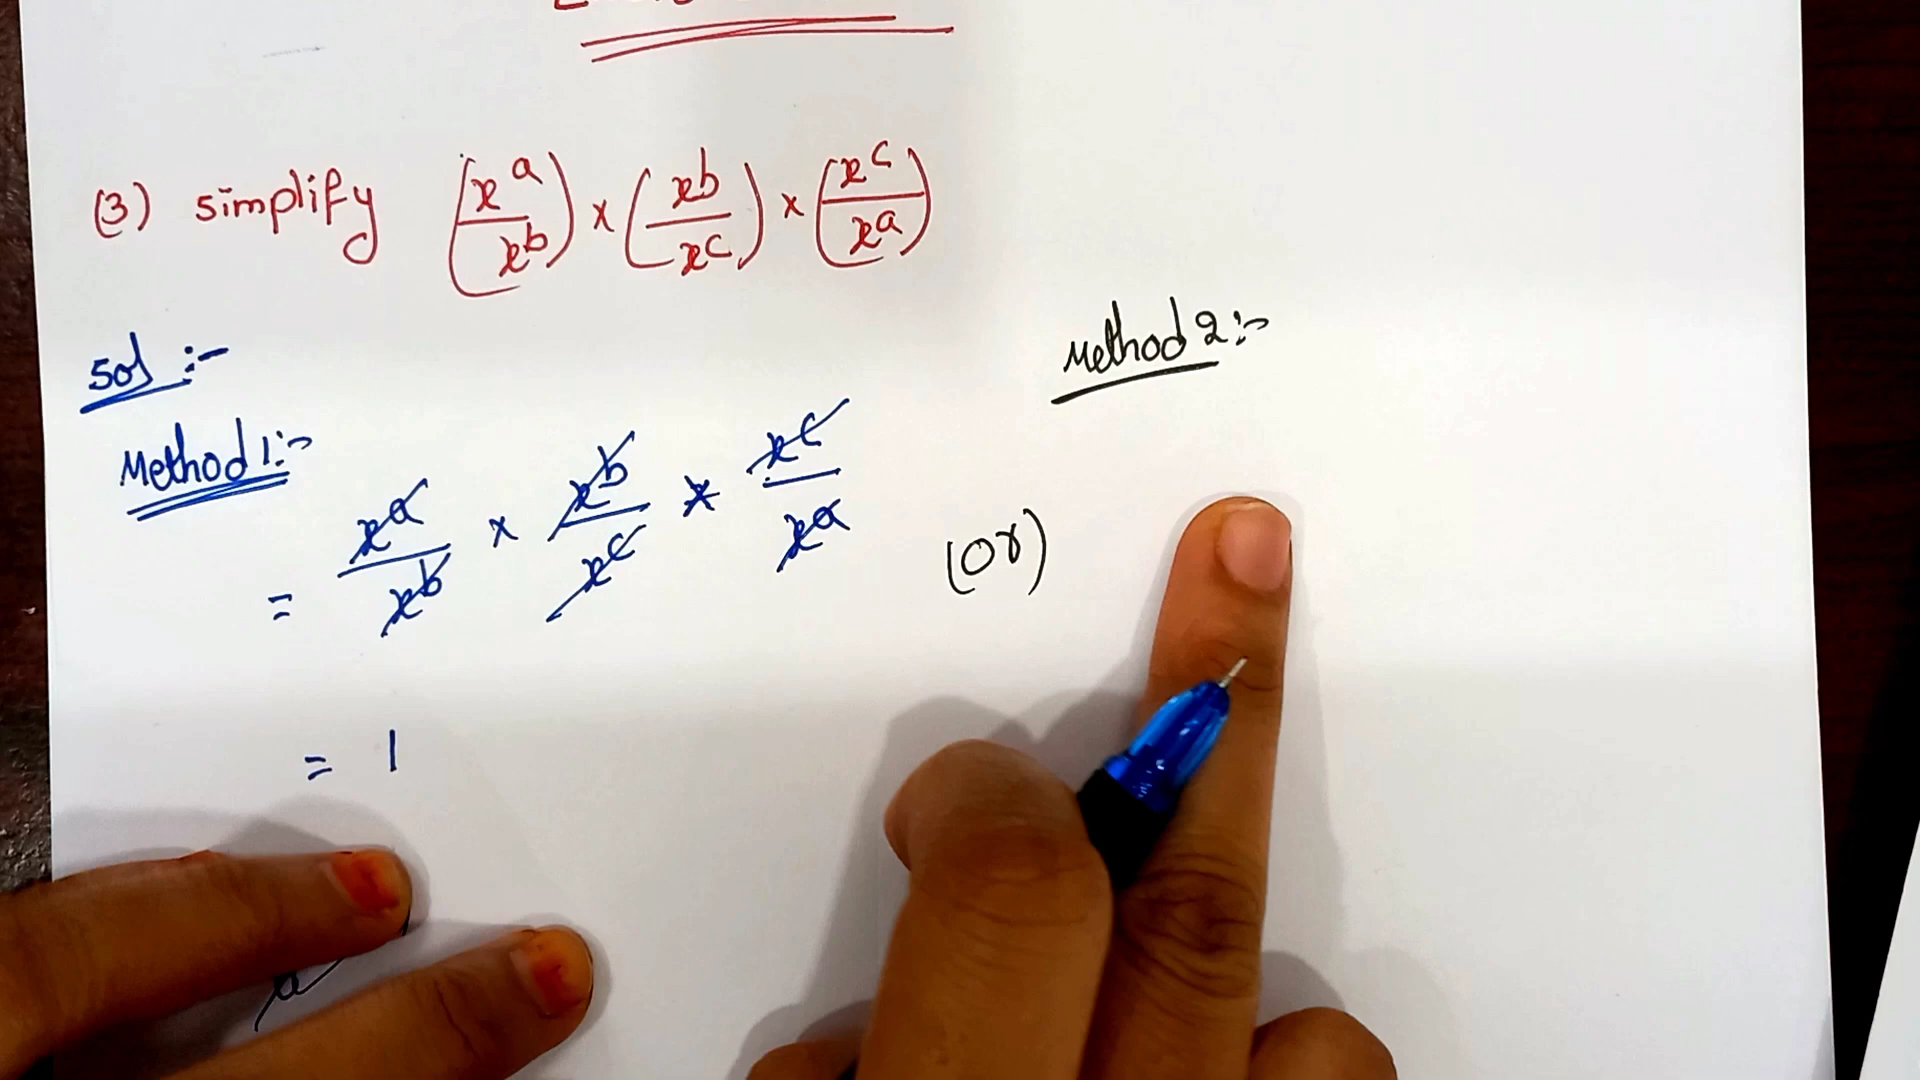 (3) simplify (x^a/x^b) × (x^b/x^c) × (x^c/x^a)
Sol :-
Method 1:-
= x^a/x^b × x^b/x^c × x^c/x^a
= 1
(or)
Method 2:-